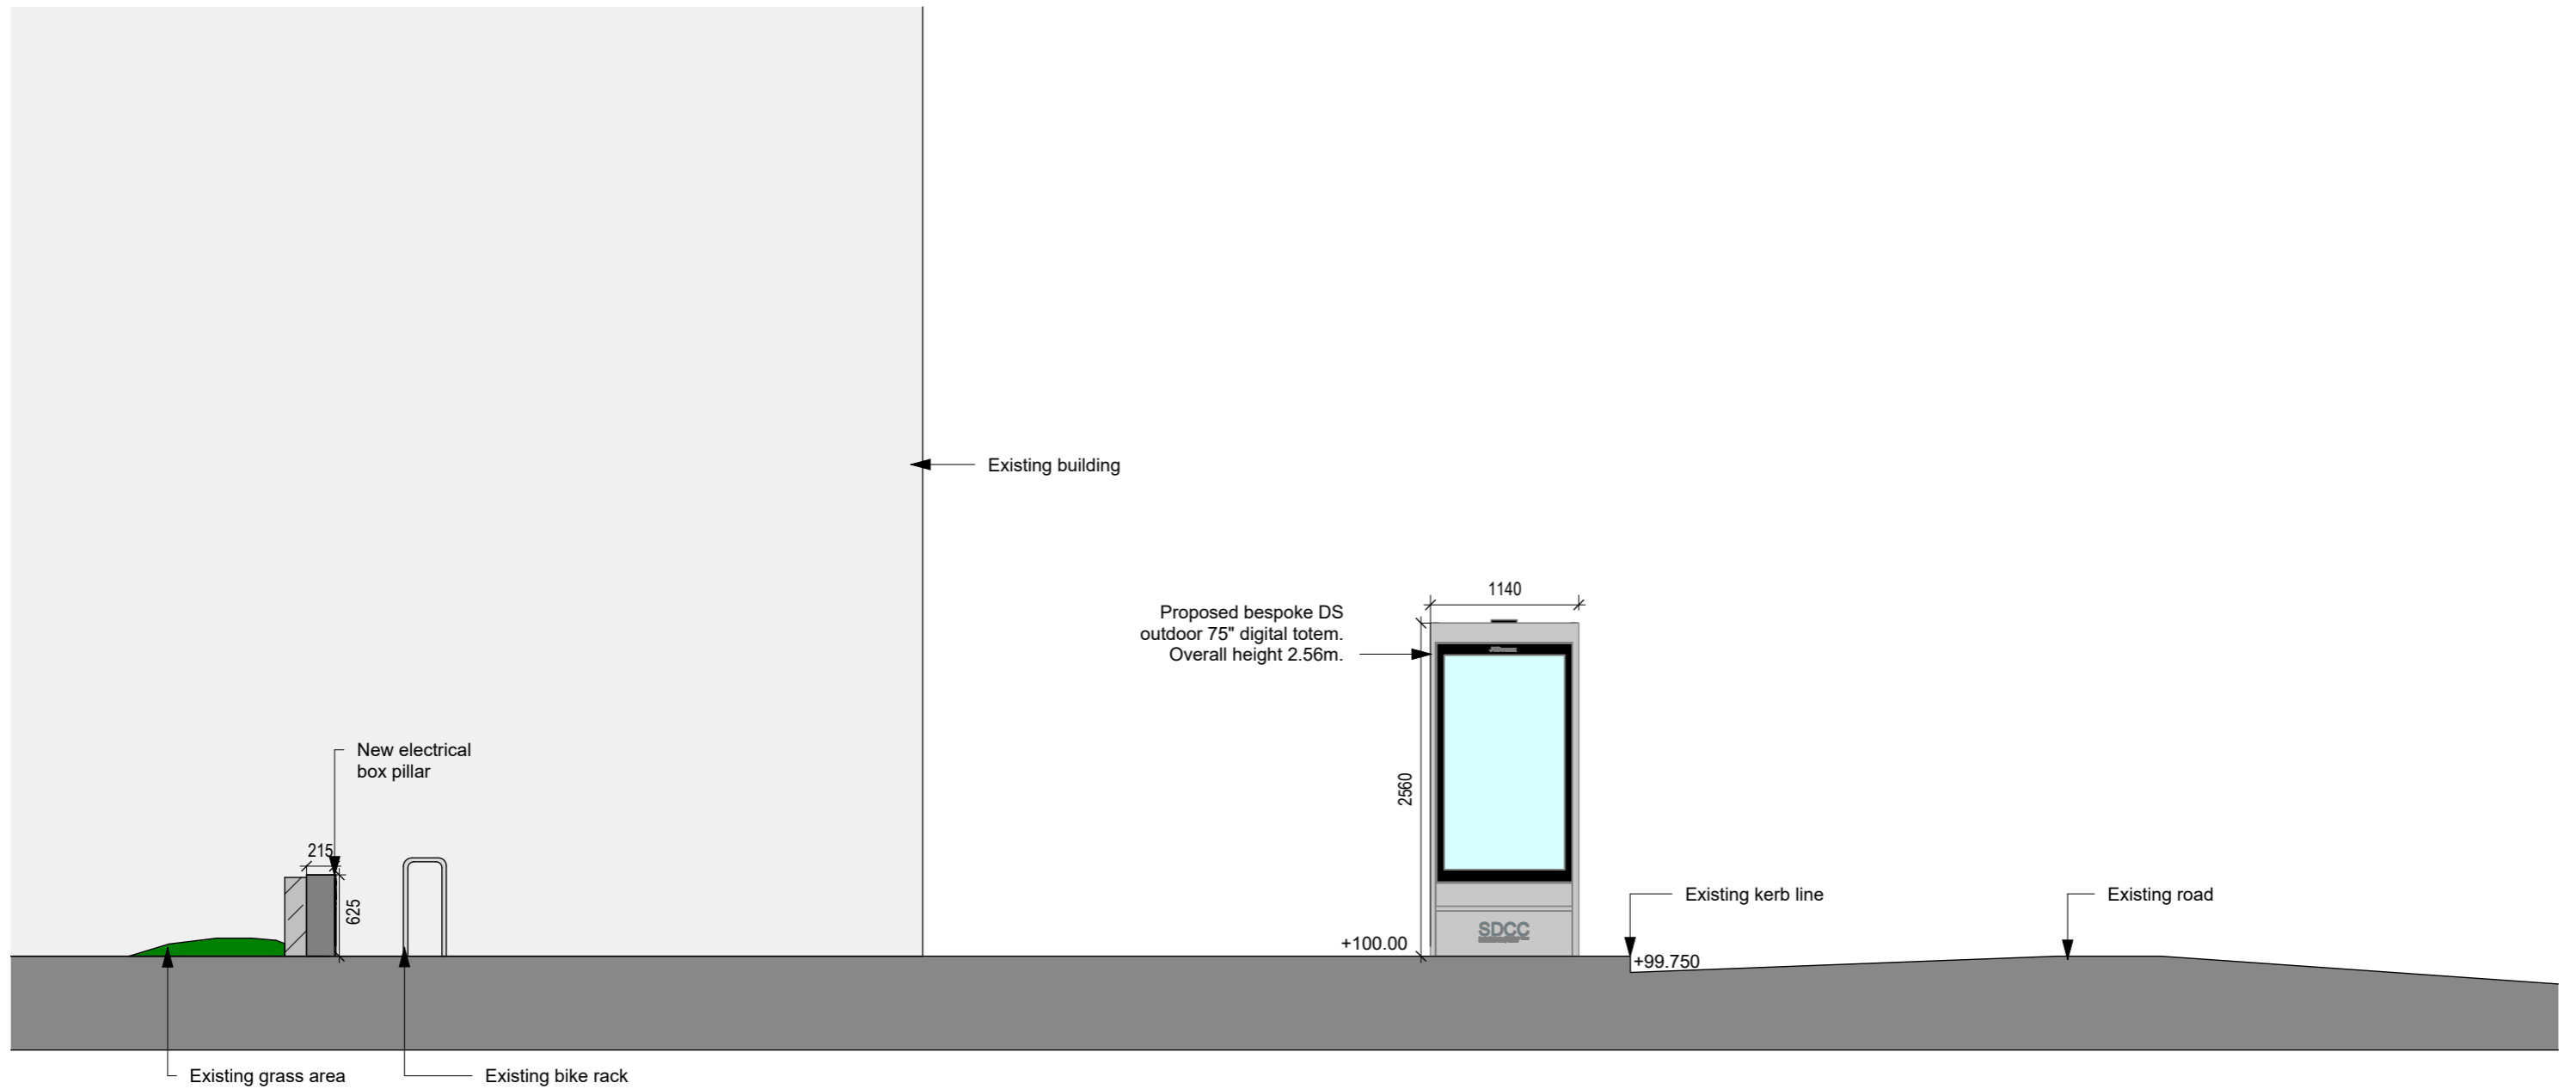 Existing building
1140
Proposed bespoke DS
outdoor 75" digital totem.
Overall height 2.56m.
2560
New electrical
box pillar
215
625
SDCC
Existing kerb line
Existing road
+100.00
+99.750
Existing grass area
Existing bike rack